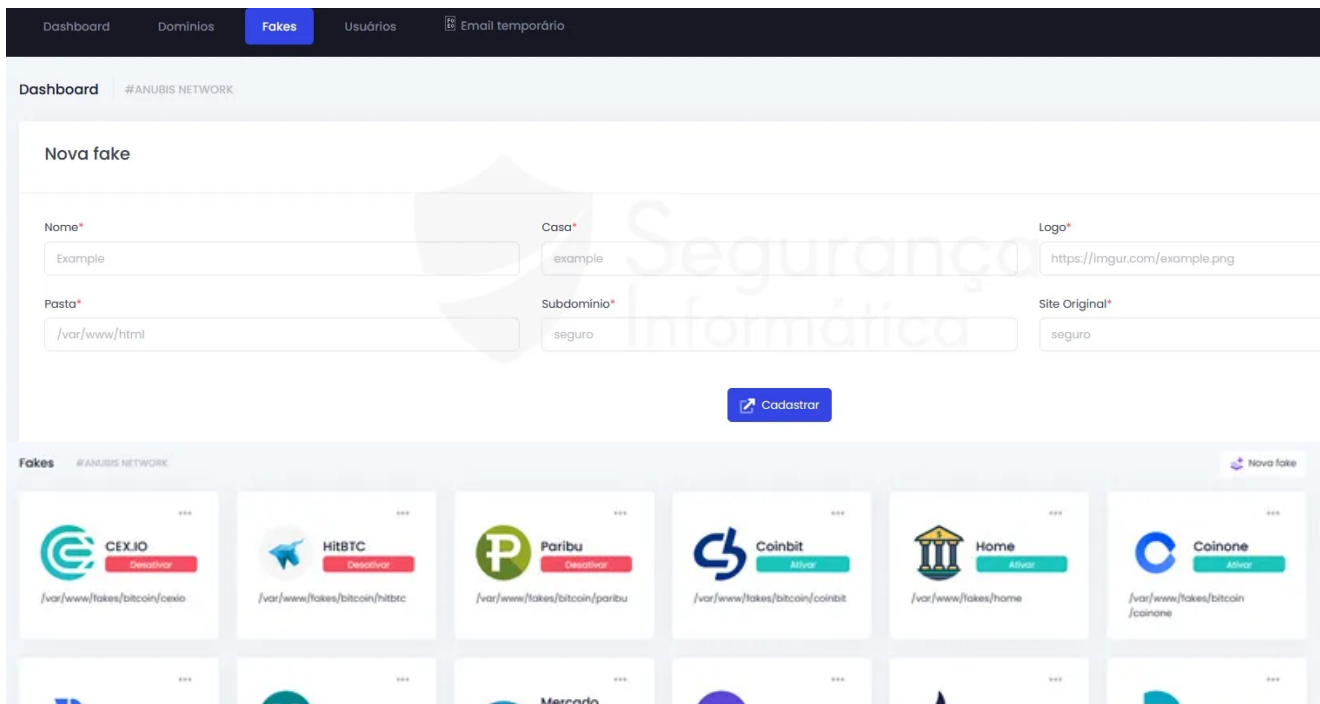 Dashboard Domínios Fakes Usuários Email temporário
Dashboard #ANUBIS NETWORK
Nova fake
Segurança
Informática
Nome* Casa* Logo*
Example example https://imgur.com/example.png
Pasta* Subdomínio* Site Original*
/var/www/html seguro seguro
Cadastrar
Fakes #ANUBIS NETWORK Nova fake
CEX.IO HitBTC Paribu Coinbit Home Coinone
Desativar Desativar Desativar Ativar Ativar Ativar
/var/www/fakes/bitcoin/cexio /var/www/fakes/bitcoin/hitbtc /var/www/fakes/bitcoin/paribu /var/www/fakes/bitcoin/coinbit /var/www/fakes/home /var/www/fakes/bitcoin
/coinone
Mercado